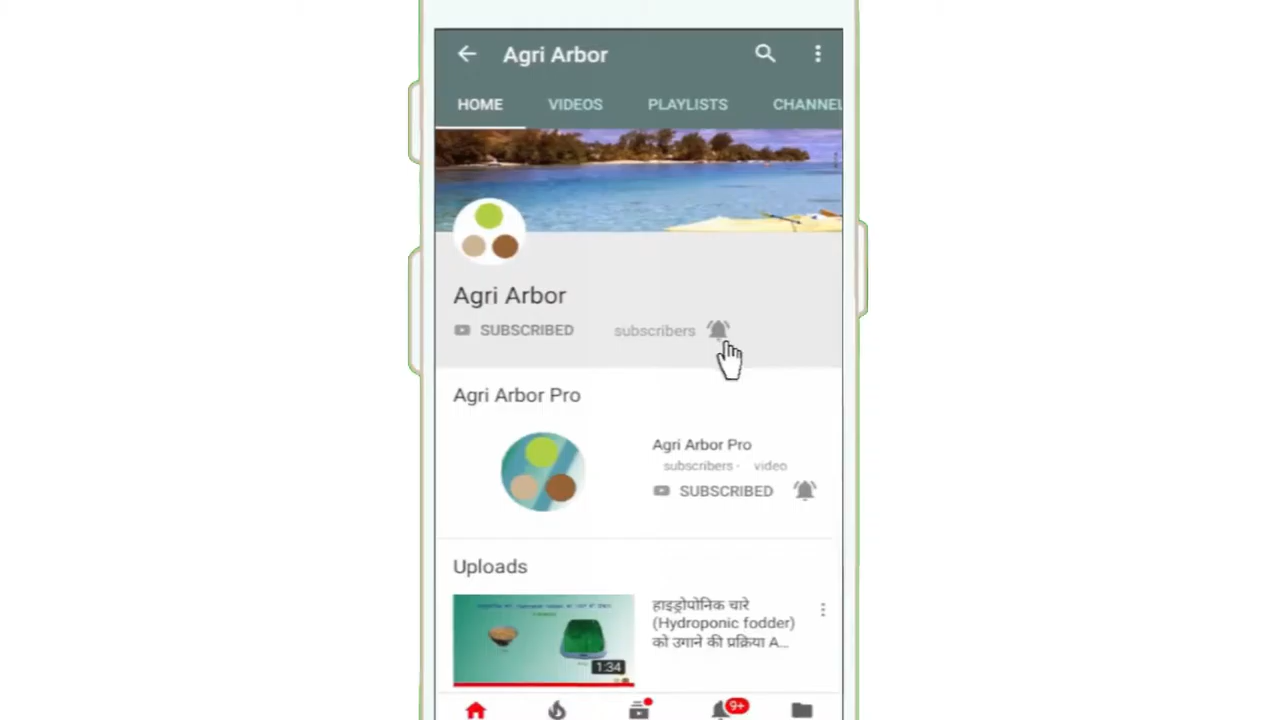 Agri Arbor
HOME VIDEOS PLAYLISTS CHANNEL
Agri Arbor
SUBSCRIBED subscribers
Agri Arbor Pro
Agri Arbor Pro
subscribers · video
SUBSCRIBED
Uploads
हाइड्रोपोनिक चारे
(Hydroponic fodder)
को उगाने की प्रक्रिया A...
1:34
9+